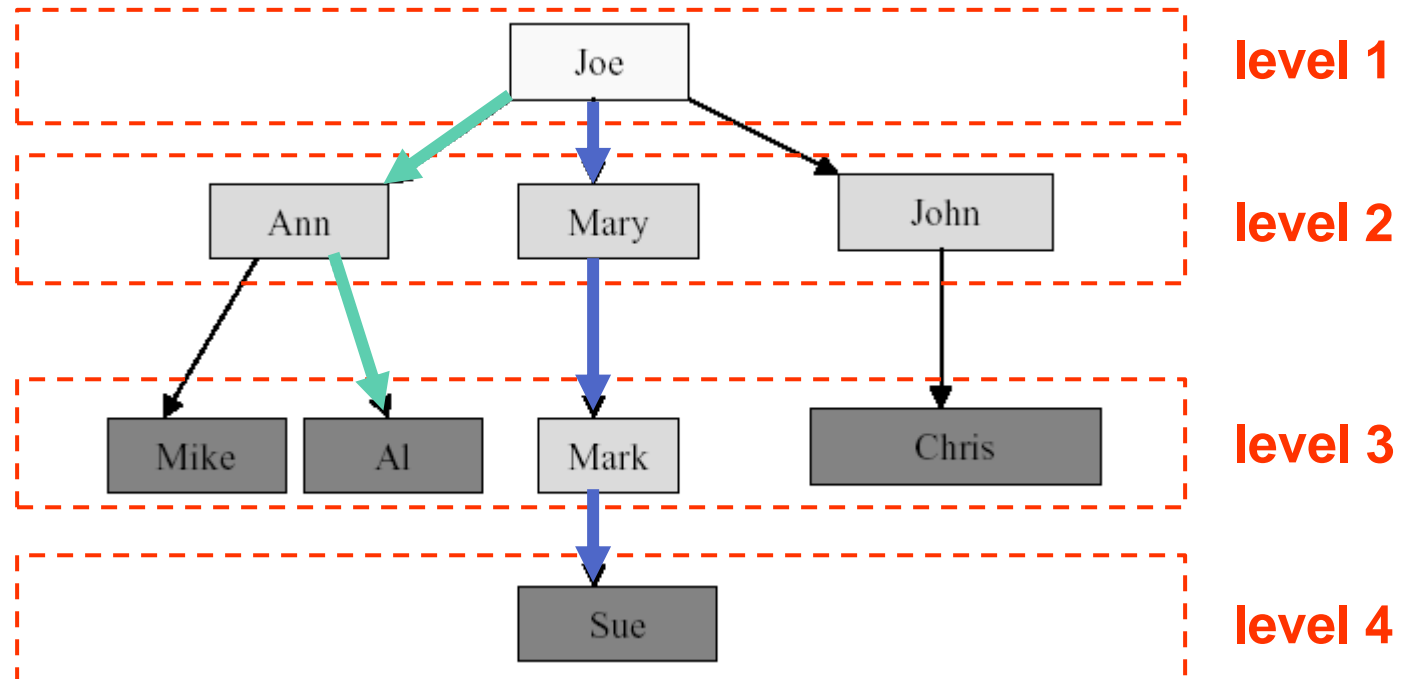 Joe
level 1
Ann
Mary
John
level 2
Mike
Al
Mark
Chris
level 3
Sue
level 4